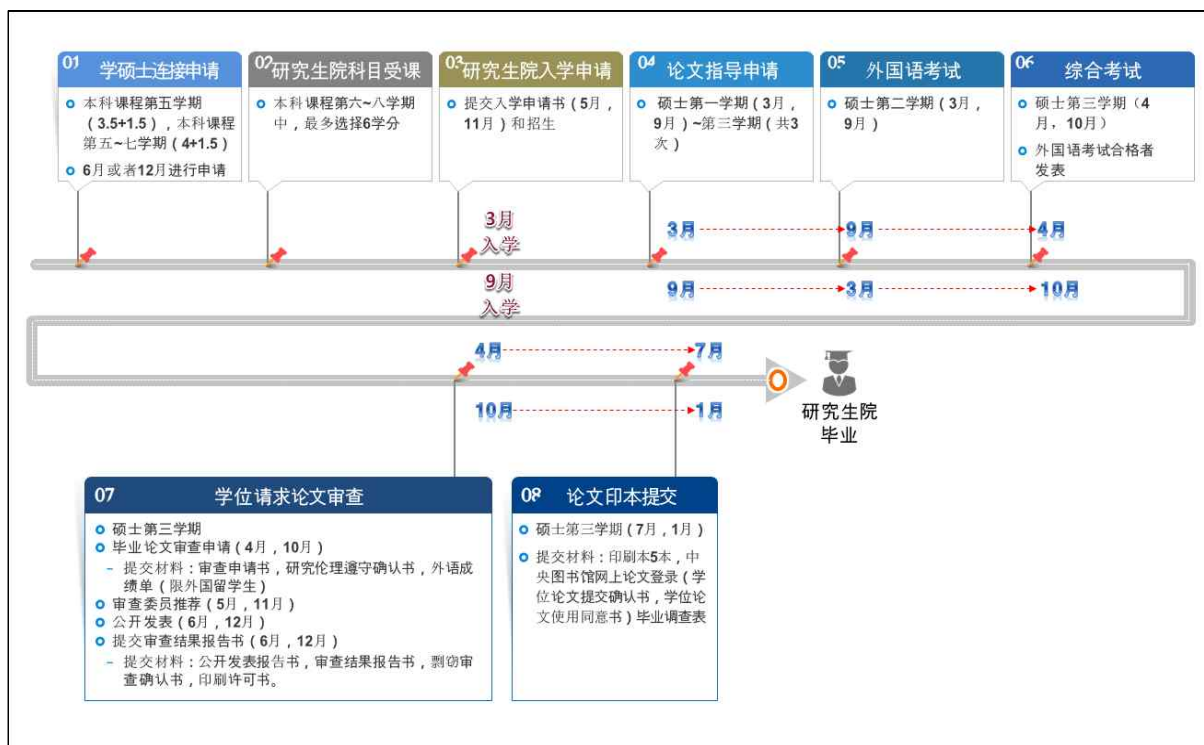 01 学硕士连接申请
本科课程第五学期
（3.5+1.5），本科课程
第五~七学期（4+1.5）
6月或者12月进行申请
02 研究生院科目受课
本科课程第六~八学期
中，最多选择6学分
03 研究生院入学申请
提交入学申请书（5月，
11月）和招生
04 论文指导申请
硕士第一学期（3月，
9月）~第三学期（共3
次）
05 外国语考试
硕士第二学期（3月，
9月）
06 综合考试
硕士第三学期（4
月，10月）
外国语考试合格者
发表
3月
入学
3月 9月 4月
9月
入学
9月 3月 10月
4月 7月
10月 1月
研究生院
毕业
07 学位请求论文审查
硕士第三学期
毕业论文审查申请（4月，10月）
– 提交材料：审查申请书，研究伦理遵守确认书，外语成
绩单（限外国留学生）
审查委员推荐（5月，11月）
公开发表（6月，12月）
提交审查结果报告书（6月，12月）
– 提交材料：公开发表报告书，审查结果报告书，剽窃审
查确认书，印刷许可书。
08 论文印本提交
硕士第三学期（7月，1月）
提交材料：印刷本5本，中
央图书馆网上论文登录（学
位论文提交确认书，学位论
文使用同意书）毕业调查表